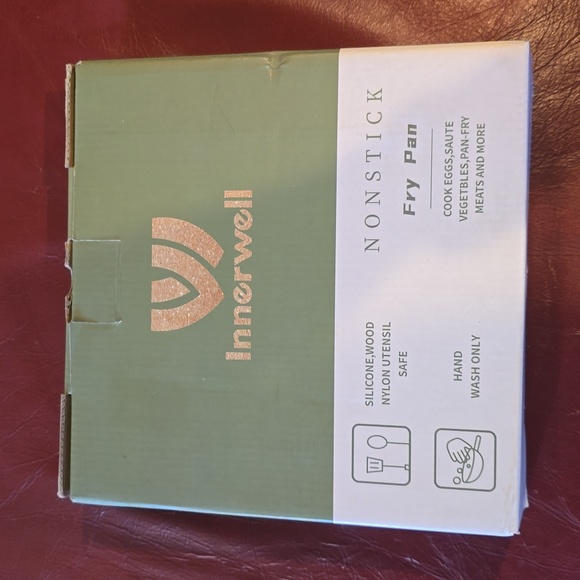 innerwell
NONSTICK
Fry Pan
COOK EGGS,SAUTE
VEGETBLES,PAN-FRY
MEATS AND MORE
SILICONE,WOOD
NYLON UTENSIL
SAFE
HAND
WASH ONLY